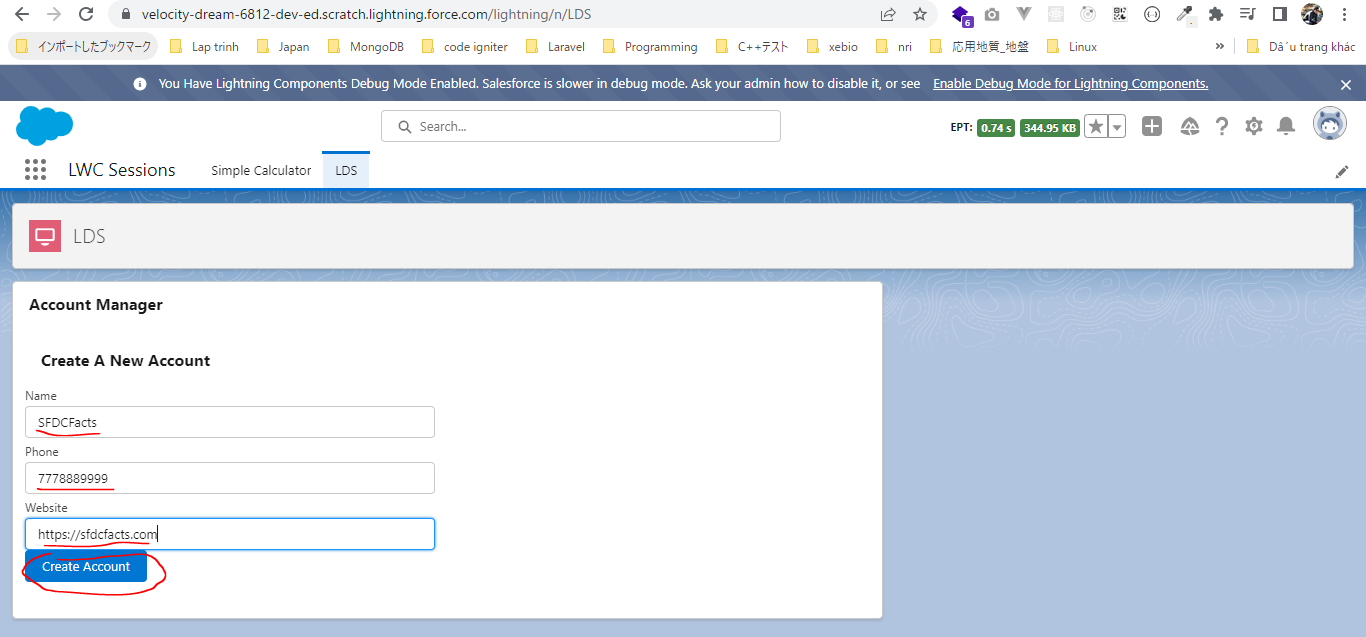 velocity-dream-6812-dev-ed.scratch.lightning.force.com/lightning/n/LDS
6
インポートしたブックマーク Lap trinh Japan MongoDB code igniter Laravel Programming C++テスト xebio nri 応用地質_地盤 Linux » Dấu trang khác
You Have Lightning Components Debug Mode Enabled. Salesforce is slower in debug mode. Ask your admin how to disable it, or see Enable Debug Mode for Lightning Components.
Search... EPT: 0.74 s 344.95 KB
LWC Sessions Simple Calculator LDS
LDS
Account Manager
Create A New Account
Name
SFDCFacts
Phone
7778889999
Website
https://sfdcfacts.com
Create Account